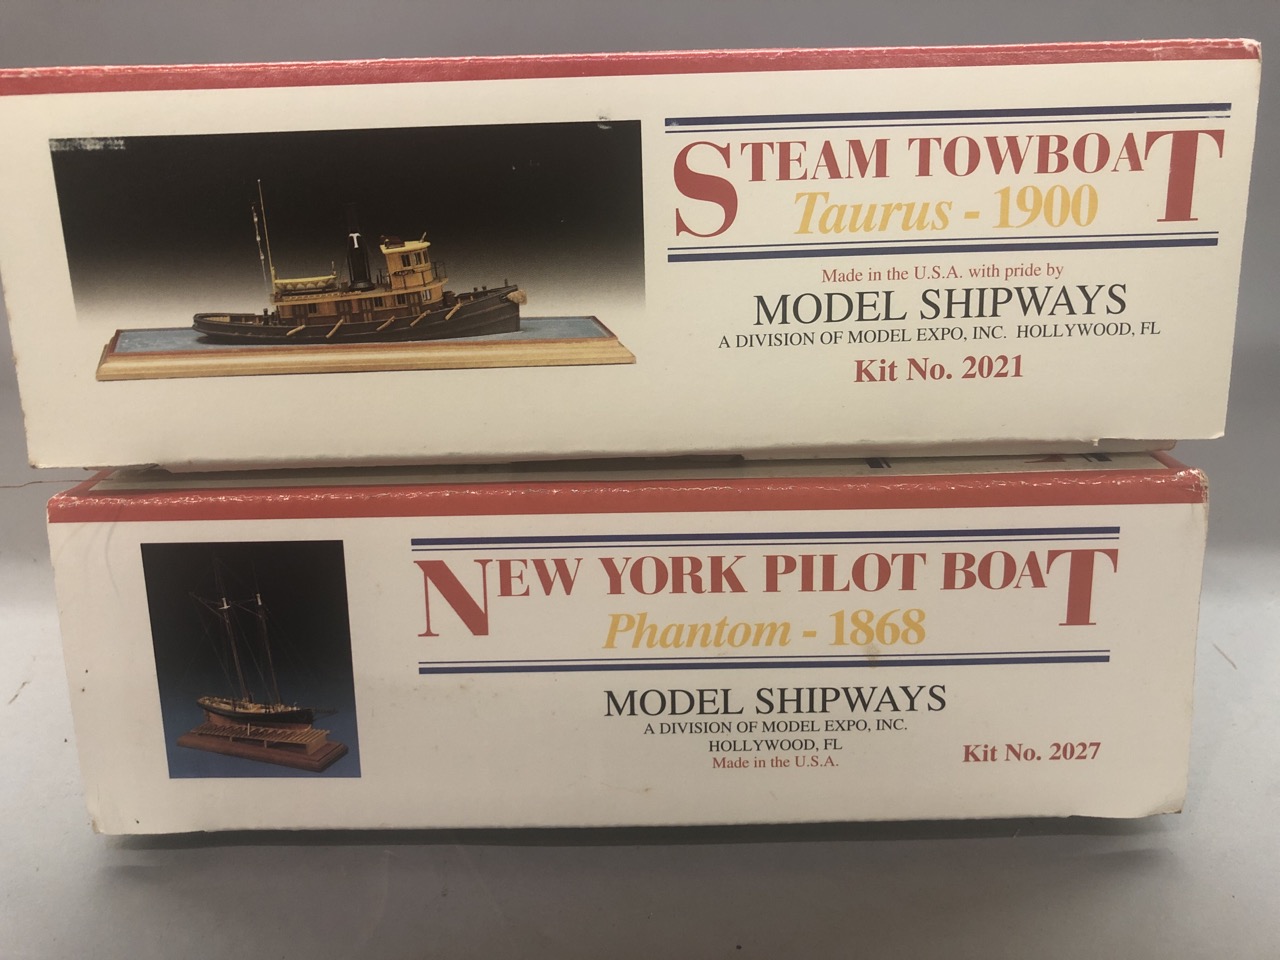 STEAM TOWBOAT
Taurus - 1900
Made in the U.S.A. with pride by
MODEL SHIPWAYS
A DIVISION OF MODEL EXPO, INC. HOLLYWOOD, FL
Kit No. 2021
T
NEW YORK PILOT BOAT
Phantom - 1868
MODEL SHIPWAYS
A DIVISION OF MODEL EXPO, INC.
HOLLYWOOD, FL
Made in the U.S.A.
Kit No. 2027